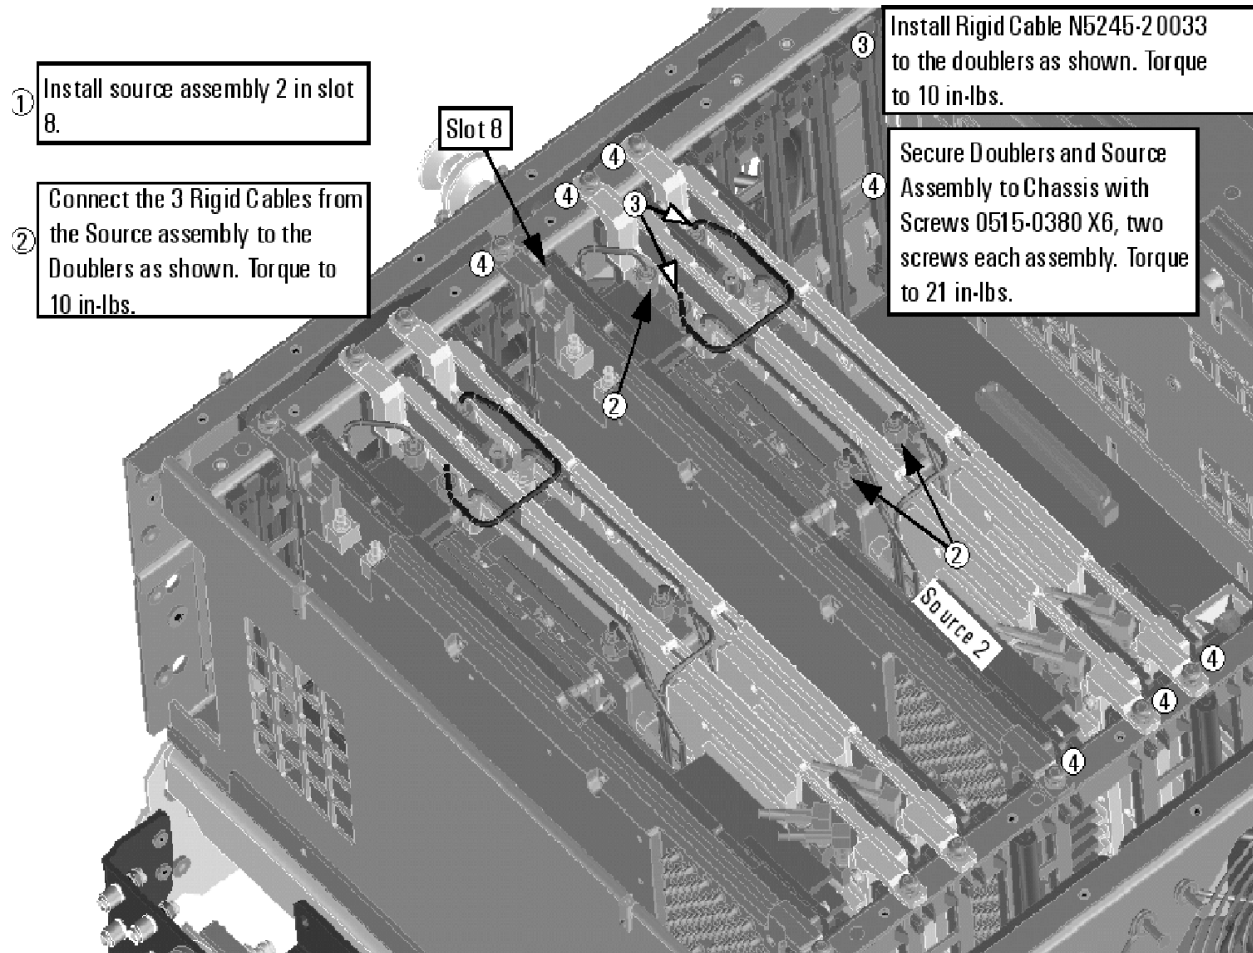 ① Install source assembly 2 in slot
8.
② Connect the 3 Rigid Cables from
the Source assembly to the
Doublers as shown. Torque to
10 in-lbs.
③ Install Rigid Cable N5245-20033
to the doublers as shown. Torque
to 10 in-lbs.
④ Secure Doublers and Source
Assembly to Chassis with
Screws 0515-0380 X6, two
screws each assembly. Torque
to 21 in-lbs.
Slot 8
④
④
③
④
②
②
Source 2
④
④
④